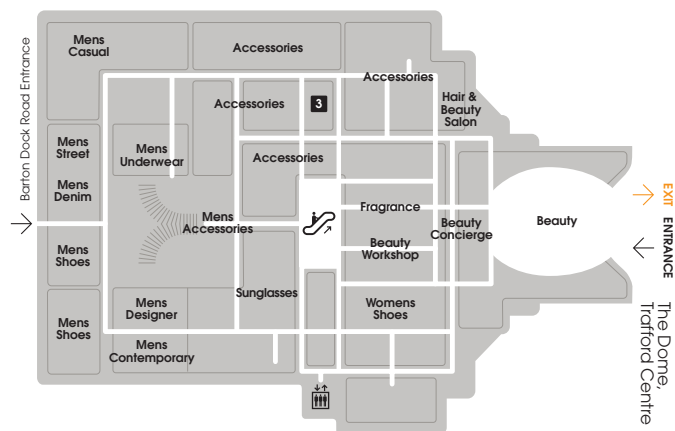 Barton Dock Road Entrance
Mens
Casual
Accessories
Accessories
Accessories
3
Hair &
Beauty
Salon
Mens
Street
Mens
Underwear
Accessories
Mens
Denim
Mens
Accessories
Fragrance
Beauty
Workshop
Beauty
Concierge
Beauty
EXIT
ENTRANCE
Mens
Shoes
Sunglasses
Mens
Designer
Womens
Shoes
Mens
Shoes
Mens
Contemporary
The Dome,
Trafford Centre